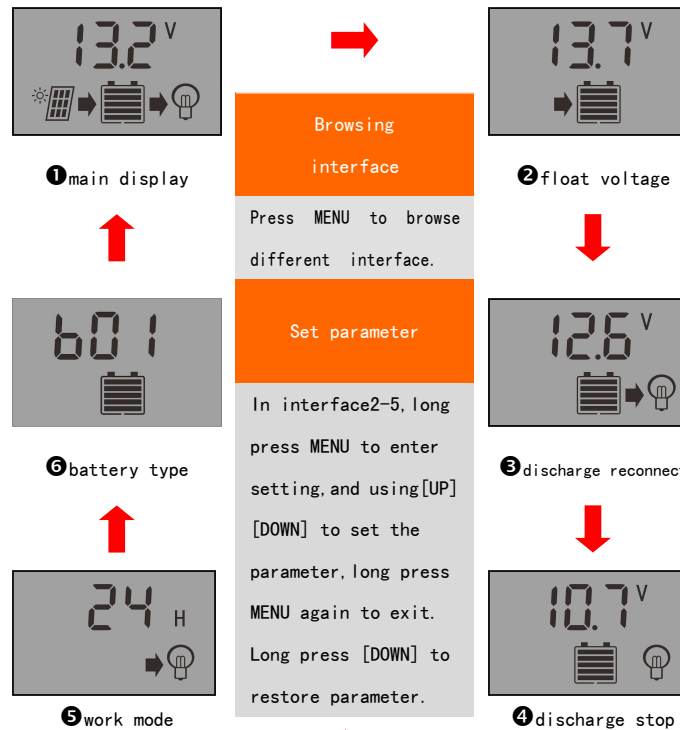 13.2 V
❶main display
13.7 V
❷float voltage
12.6 V
❸discharge reconnect
10.7 V
❹discharge stop
24 H
❺work mode
b01
❻battery type
Browsing
interface
Press MENU to browse
different interface.
Set parameter
In interface2-5,long
press MENU to enter
setting,and using[UP]
[DOWN] to set the
parameter,long press
MENU again to exit.
Long press [DOWN] to
restore parameter.